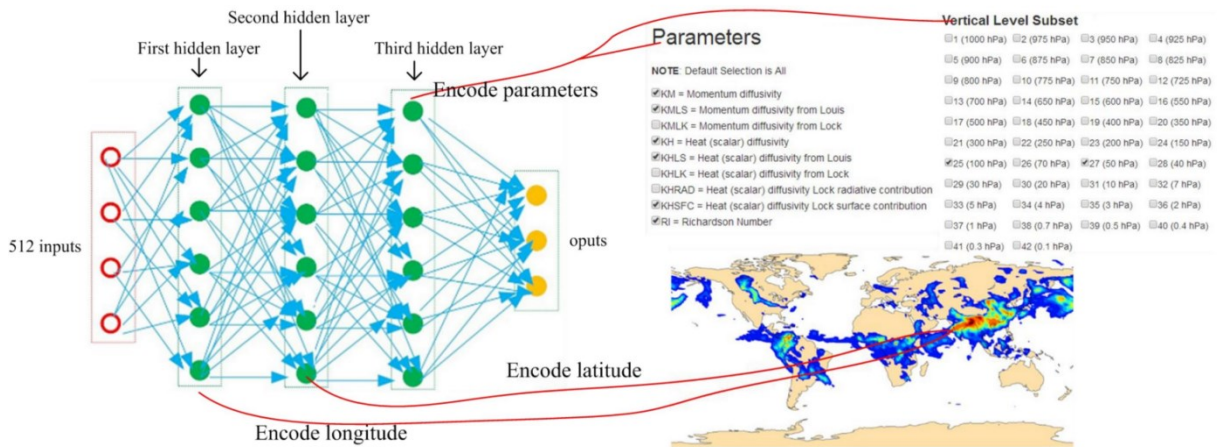 Second hidden layer
First hidden layer
Third hidden layer
Encode parameters
512 inputs
oputs
Encode latitude
Encode longitude
Parameters
NOTE: Default Selection is All
KM = Momentum diffusivity
KMLS = Momentum diffusivity from Louis
KMLK = Momentum diffusivity from Lock
KH = Heat (scalar) diffusivity
KHLS = Heat (scalar) diffusivity from Louis
KHLK = Heat (scalar) diffusivity from Lock
KHRAD = Heat (scalar) diffusivity Lock radiative contribution
KHSFC = Heat (scalar) diffusivity Lock surface contribution
RI = Richardson Number
Vertical Level Subset
1 (1000 hPa) 2 (975 hPa) 3 (950 hPa) 4 (925 hPa)
5 (900 hPa) 6 (875 hPa) 7 (850 hPa) 8 (825 hPa)
9 (800 hPa) 10 (775 hPa) 11 (750 hPa) 12 (725 hPa)
13 (700 hPa) 14 (650 hPa) 15 (600 hPa) 16 (550 hPa)
17 (500 hPa) 18 (450 hPa) 19 (400 hPa) 20 (350 hPa)
21 (300 hPa) 22 (250 hPa) 23 (200 hPa) 24 (150 hPa)
25 (100 hPa) 26 (70 hPa) 27 (50 hPa) 28 (40 hPa)
29 (30 hPa) 30 (20 hPa) 31 (10 hPa) 32 (7 hPa)
33 (5 hPa) 34 (4 hPa) 35 (3 hPa) 36 (2 hPa)
37 (1 hPa) 38 (0.7 hPa) 39 (0.5 hPa) 40 (0.4 hPa)
41 (0.3 hPa) 42 (0.1 hPa)